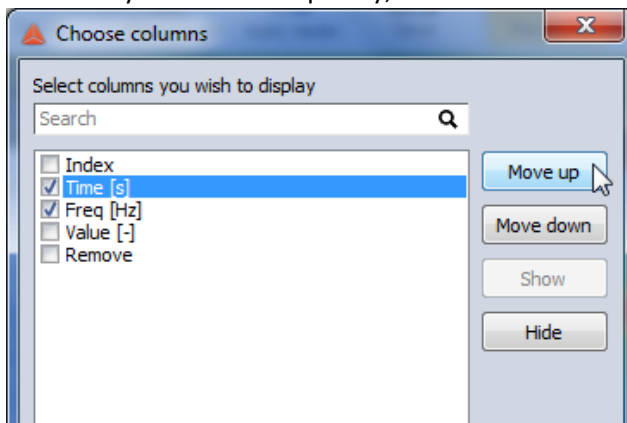 Choose columns
Select columns you wish to display
Search
Index
Time [s]
Freq [Hz]
Value [-]
Remove
Move up
Move down
Show
Hide